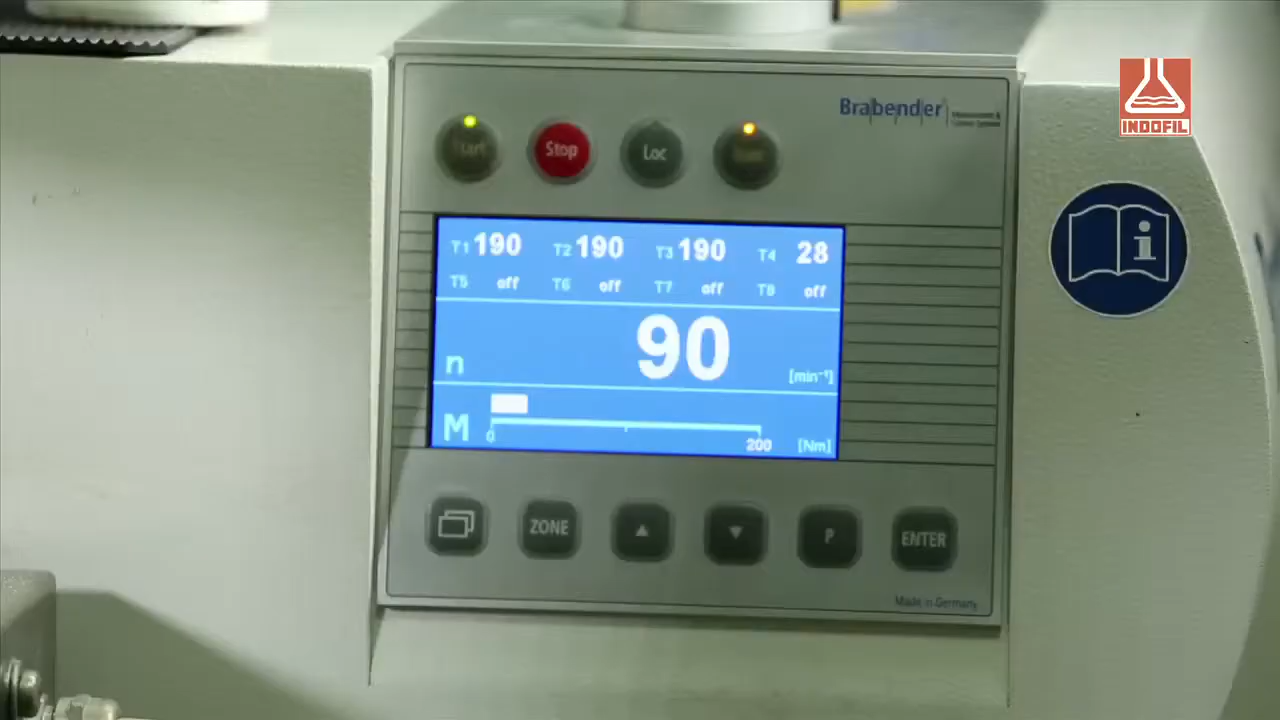 Brabender
INDOFIL
Start Stop Loc
T1 190 T2 190 T3 190 T4 28
T5 off T6 off T7 off T8 off
n 90 [min⁻¹]
M 0 200 [Nm]
ZONE P ENTER
Made in Germany